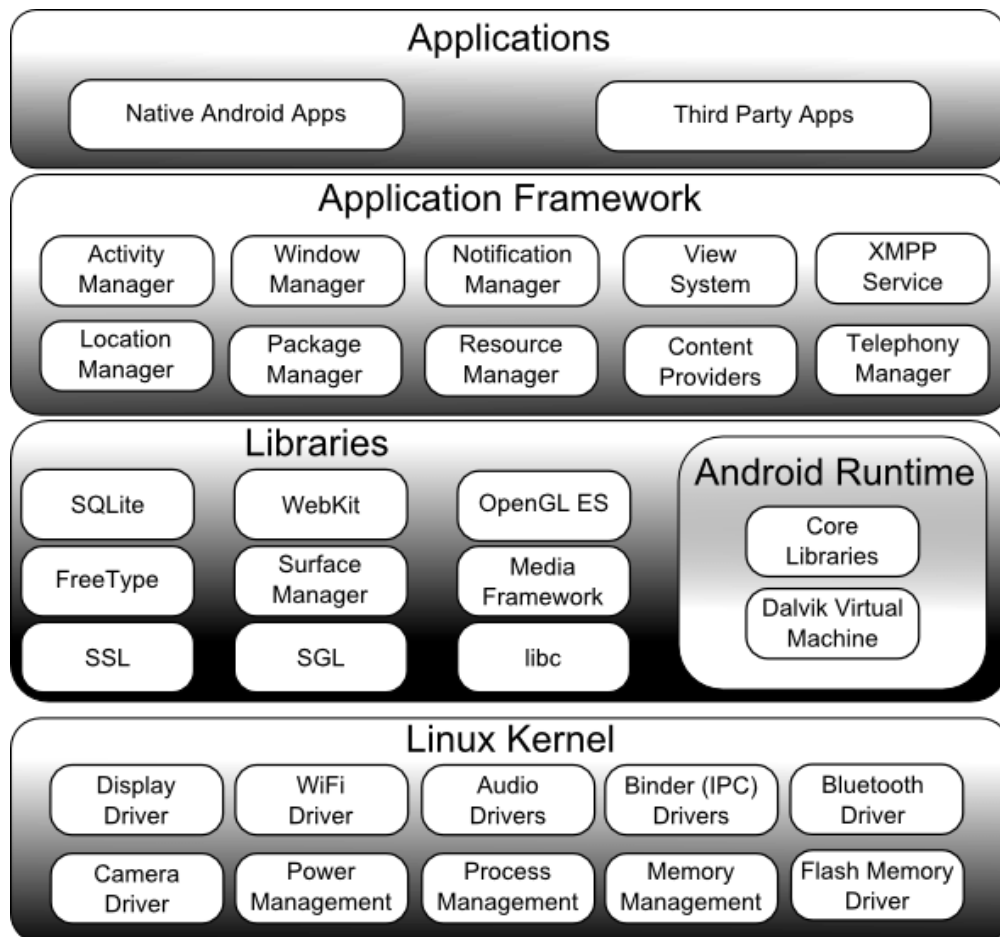 Applications
Native Android Apps
Third Party Apps
Application Framework
Activity
Manager
Window
Manager
Notification
Manager
View
System
XMPP
Service
Location
Manager
Package
Manager
Resource
Manager
Content
Providers
Telephony
Manager
Libraries
SQLite
WebKit
OpenGL ES
FreeType
Surface
Manager
Media
Framework
SSL
SGL
libc
Android Runtime
Core
Libraries
Dalvik Virtual
Machine
Linux Kernel
Display
Driver
WiFi
Driver
Audio
Drivers
Binder (IPC)
Drivers
Bluetooth
Driver
Camera
Driver
Power
Management
Process
Management
Memory
Management
Flash Memory
Driver